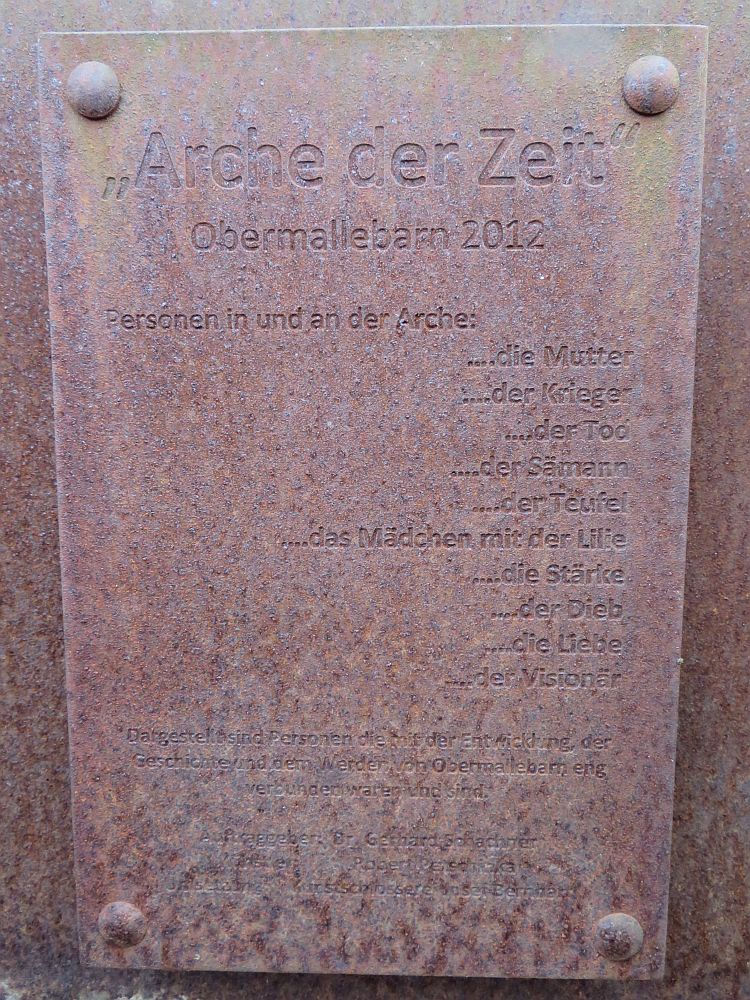 „Arche der Zeit“
Obermallebarn 2012
Personen in und an der Arche:
....die Mutter
....der Krieger
....der Tod
....der Sämann
....der Teufel
....das Mädchen mit der Lilie
....die Stärke
....der Dieb
....die Liebe
....der Visionär
Dargestellt sind Personen die mit der Entwicklung, der
Geschichte und dem Werden von Obermallebarn eng
verbunden waren und sind.
Auftraggeber: Dr. Gerhard Schachner
Robert